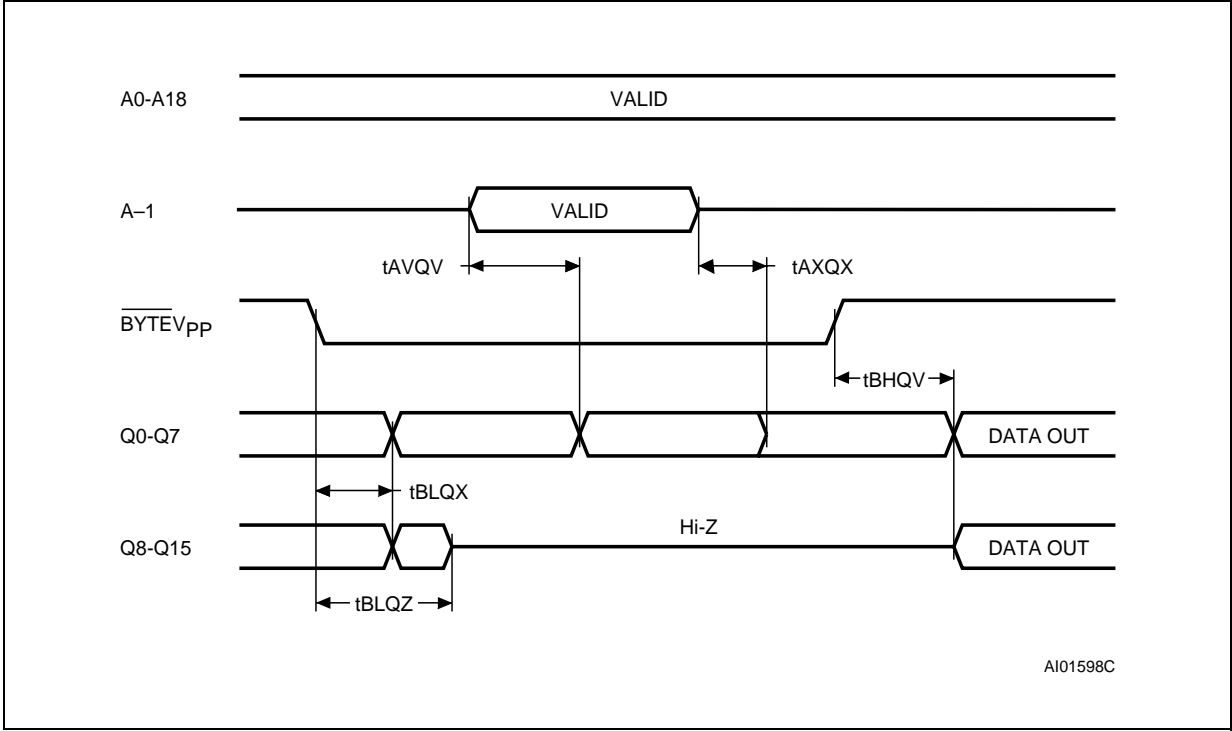 A0-A18
VALID
A–1
VALID
tAVQV
tAXQX
BYTEVPP
tBHQV
Q0-Q7
DATA OUT
tBLQX
Hi-Z
Q8-Q15
DATA OUT
tBLQZ
AI01598C